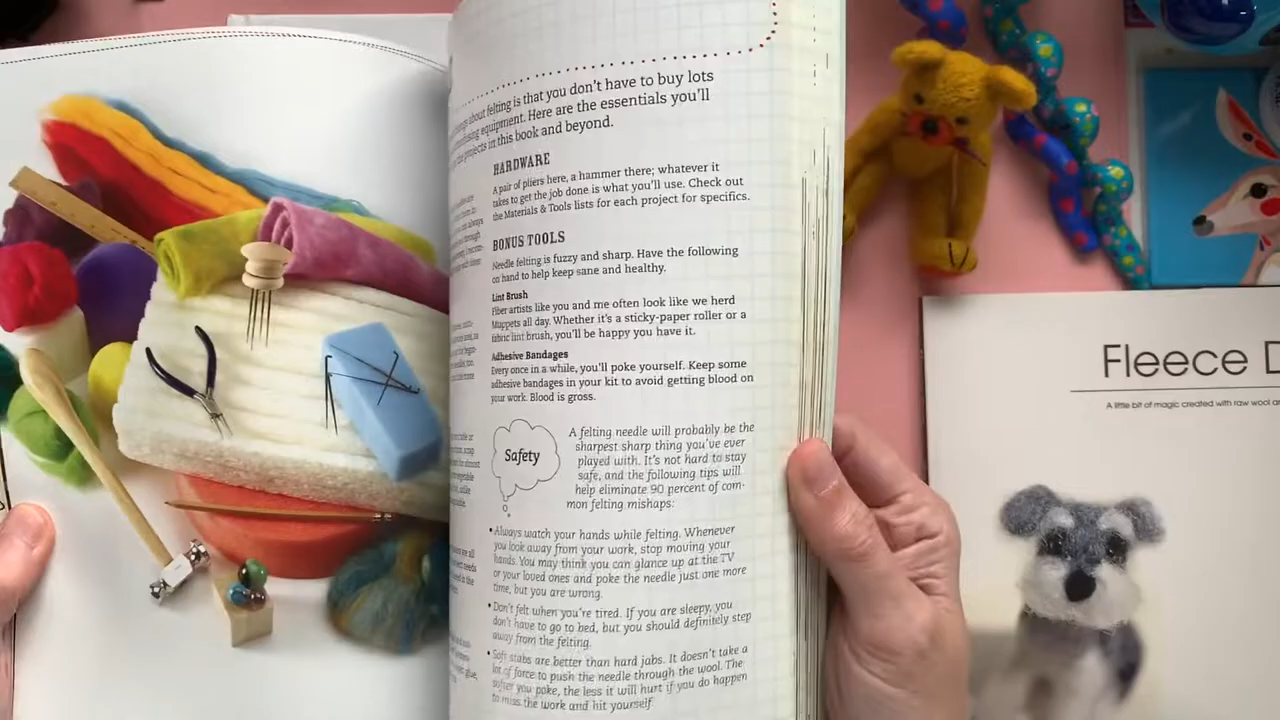 about felting is that you don't have to buy lots
equipment. Here are the essentials you'll
projects in this book and beyond.
HARDWARE
A pair of pliers here, a hammer there; whatever it
takes to get the job done is what you'll use. Check out
the Materials & Tools lists for each project for specifics.
BONUS TOOLS
Needle felting is fuzzy and sharp. Have the following
on hand to help keep sane and healthy.
Lint Brush
Fiber artists like you and me often look like we herd
Muppets all day. Whether it's a sticky-paper roller or a
fabric lint brush, you'll be happy you have it.
Adhesive Bandages
Every once in a while, you'll poke yourself. Keep some
adhesive bandages in your kit to avoid getting blood on
your work. Blood is gross.
Safety
A felting needle will probably be the
sharpest sharp thing you've ever
played with. It's not hard to stay
safe, and the following tips will
help eliminate 90 percent of com-
mon felting mishaps:
• Always watch your hands while felting. Whenever
you look away from your work, stop moving your
hands. You may think you can glance up at the TV
or your loved ones and poke the needle just one more
time, but you are wrong.
• Don't felt when you're tired. If you are sleepy, you
don't have to go to bed, but you should definitely step
away from the felting.
• Soft stabs are better than hard jabs. It doesn't take a
lot of force to push the needle through the wool. The
softer you poke, the less it will hurt if you do happen
to miss the work and hit yourself.
Fleece D
A little bit of magic created with raw wool an